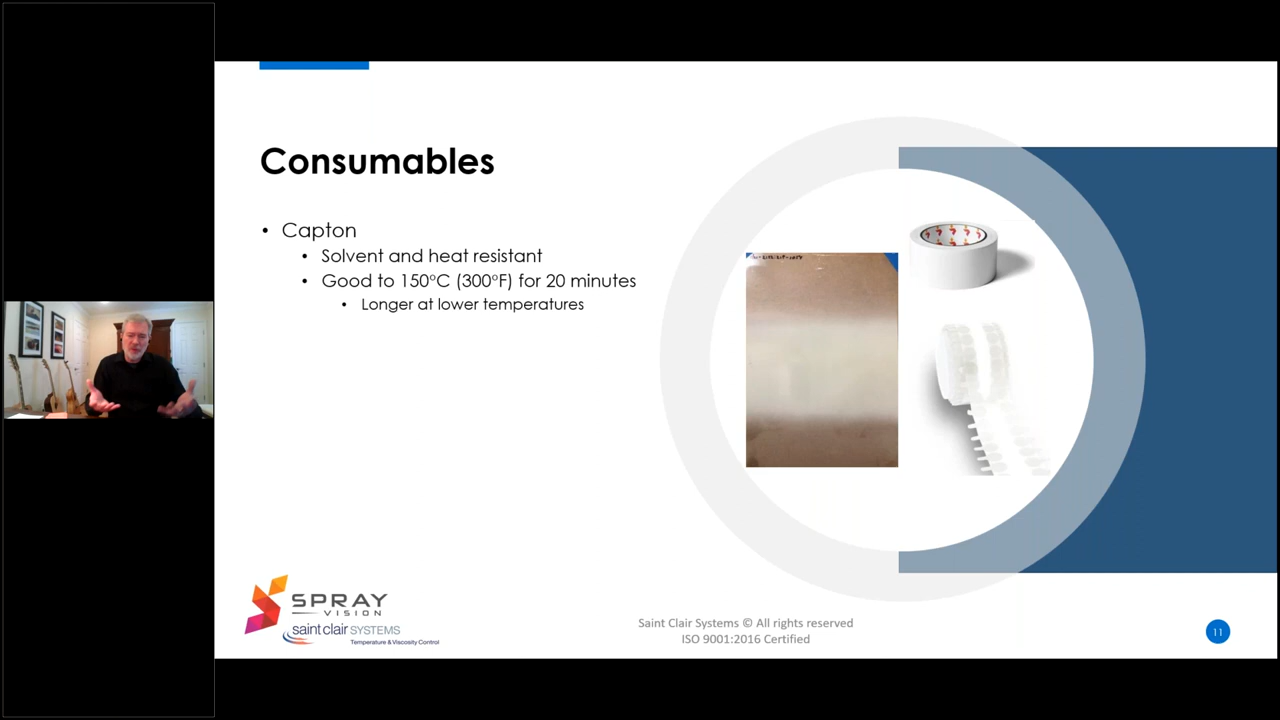 Consumables
• Capton
• Solvent and heat resistant
• Good to 150°C (300°F) for 20 minutes
• Longer at lower temperatures
SPRAY
VISION
saint clair SYSTEMS
Temperature & Viscosity Control
Saint Clair Systems © All rights reserved
ISO 9001:2016 Certified
11